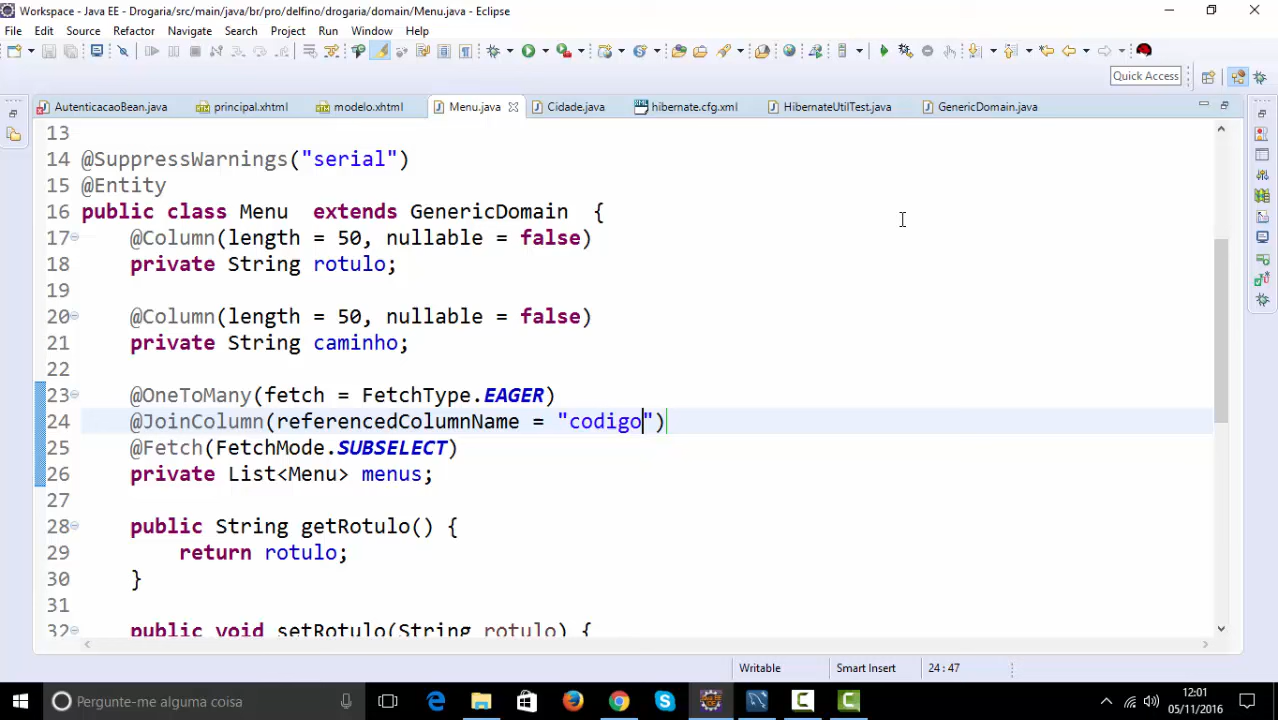 Workspace - Java EE - Drogaria/src/main/java/br/pro/delfino/drogaria/domain/Menu.java - Eclipse
File Edit Source Refactor Navigate Search Project Run Window Help
Quick Access
AutenticacaoBean.java principal.xhtml modelo.xhtml Menu.java Cidade.java hibernate.cfg.xml HibernateUtilTest.java GenericDomain.java
13
14 @SuppressWarnings("serial")
15 @Entity
16 public class Menu  extends GenericDomain  {
17 @Column(length = 50, nullable = false)
18 private String rotulo;
19
20 @Column(length = 50, nullable = false)
21 private String caminho;
22
23 @OneToMany(fetch = FetchType.EAGER)
24 @JoinColumn(referencedColumnName = "codigo")
25 @Fetch(FetchMode.SUBSELECT)
26 private List<Menu> menus;
27
28 public String getRotulo() {
29 return rotulo;
30 }
31
32 public void setRotulo(String rotulo) {
Writable Smart Insert 24 : 47
Pergunte-me alguma coisa
12:01
05/11/2016